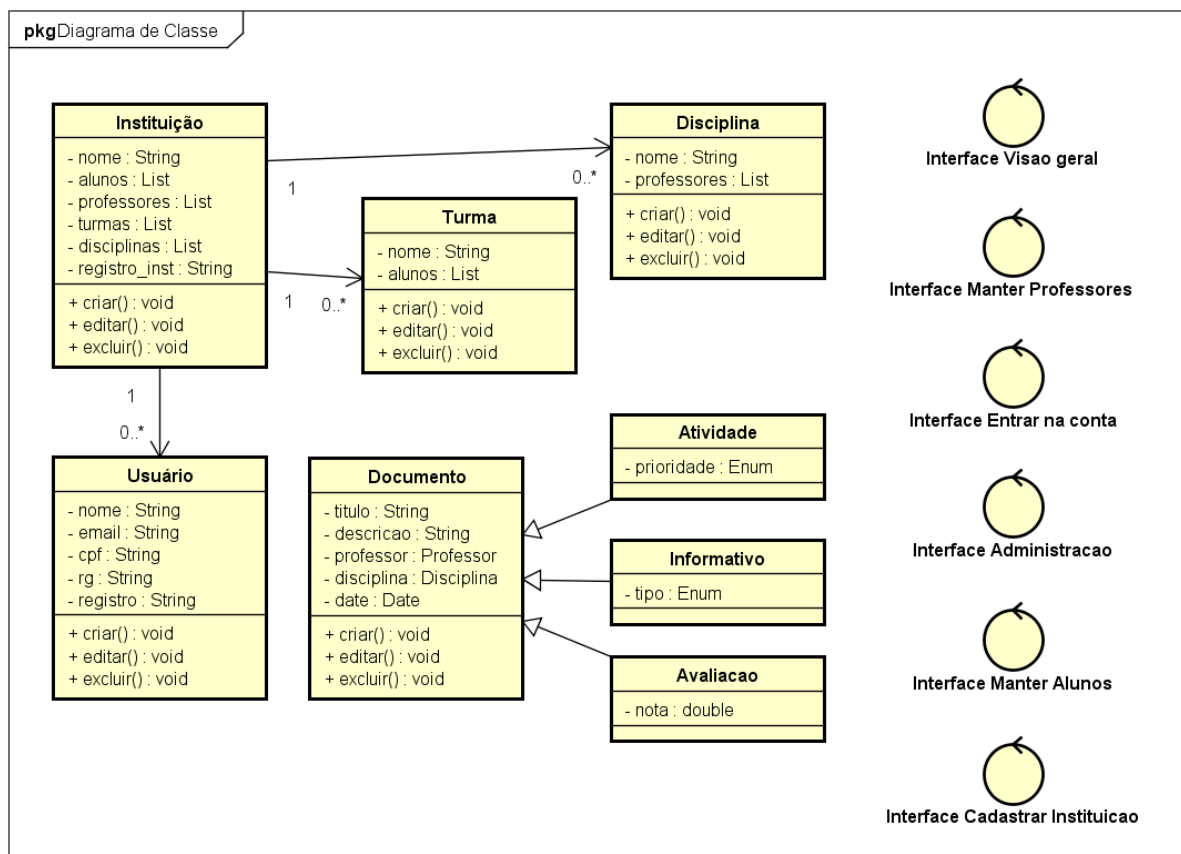 pkgDiagrama de Classe
Instituição
- nome : String
- alunos : List
- professores : List
- turmas : List
- disciplinas : List
- registro_inst : String
+ criar() : void
+ editar() : void
+ excluir() : void
1
0..*
Disciplina
- nome : String
- professores : List
+ criar() : void
+ editar() : void
+ excluir() : void
1
0..*
Turma
- nome : String
- alunos : List
+ criar() : void
+ editar() : void
+ excluir() : void
1
0..*
Usuário
- nome : String
- email : String
- cpf : String
- rg : String
- registro : String
+ criar() : void
+ editar() : void
+ excluir() : void
Documento
- titulo : String
- descricao : String
- professor : Professor
- disciplina : Disciplina
- date : Date
+ criar() : void
+ editar() : void
+ excluir() : void
Atividade
- prioridade : Enum
Informativo
- tipo : Enum
Avaliacao
- nota : double
Interface Visao geral
Interface Manter Professores
Interface Entrar na conta
Interface Administracao
Interface Manter Alunos
Interface Cadastrar Instituicao